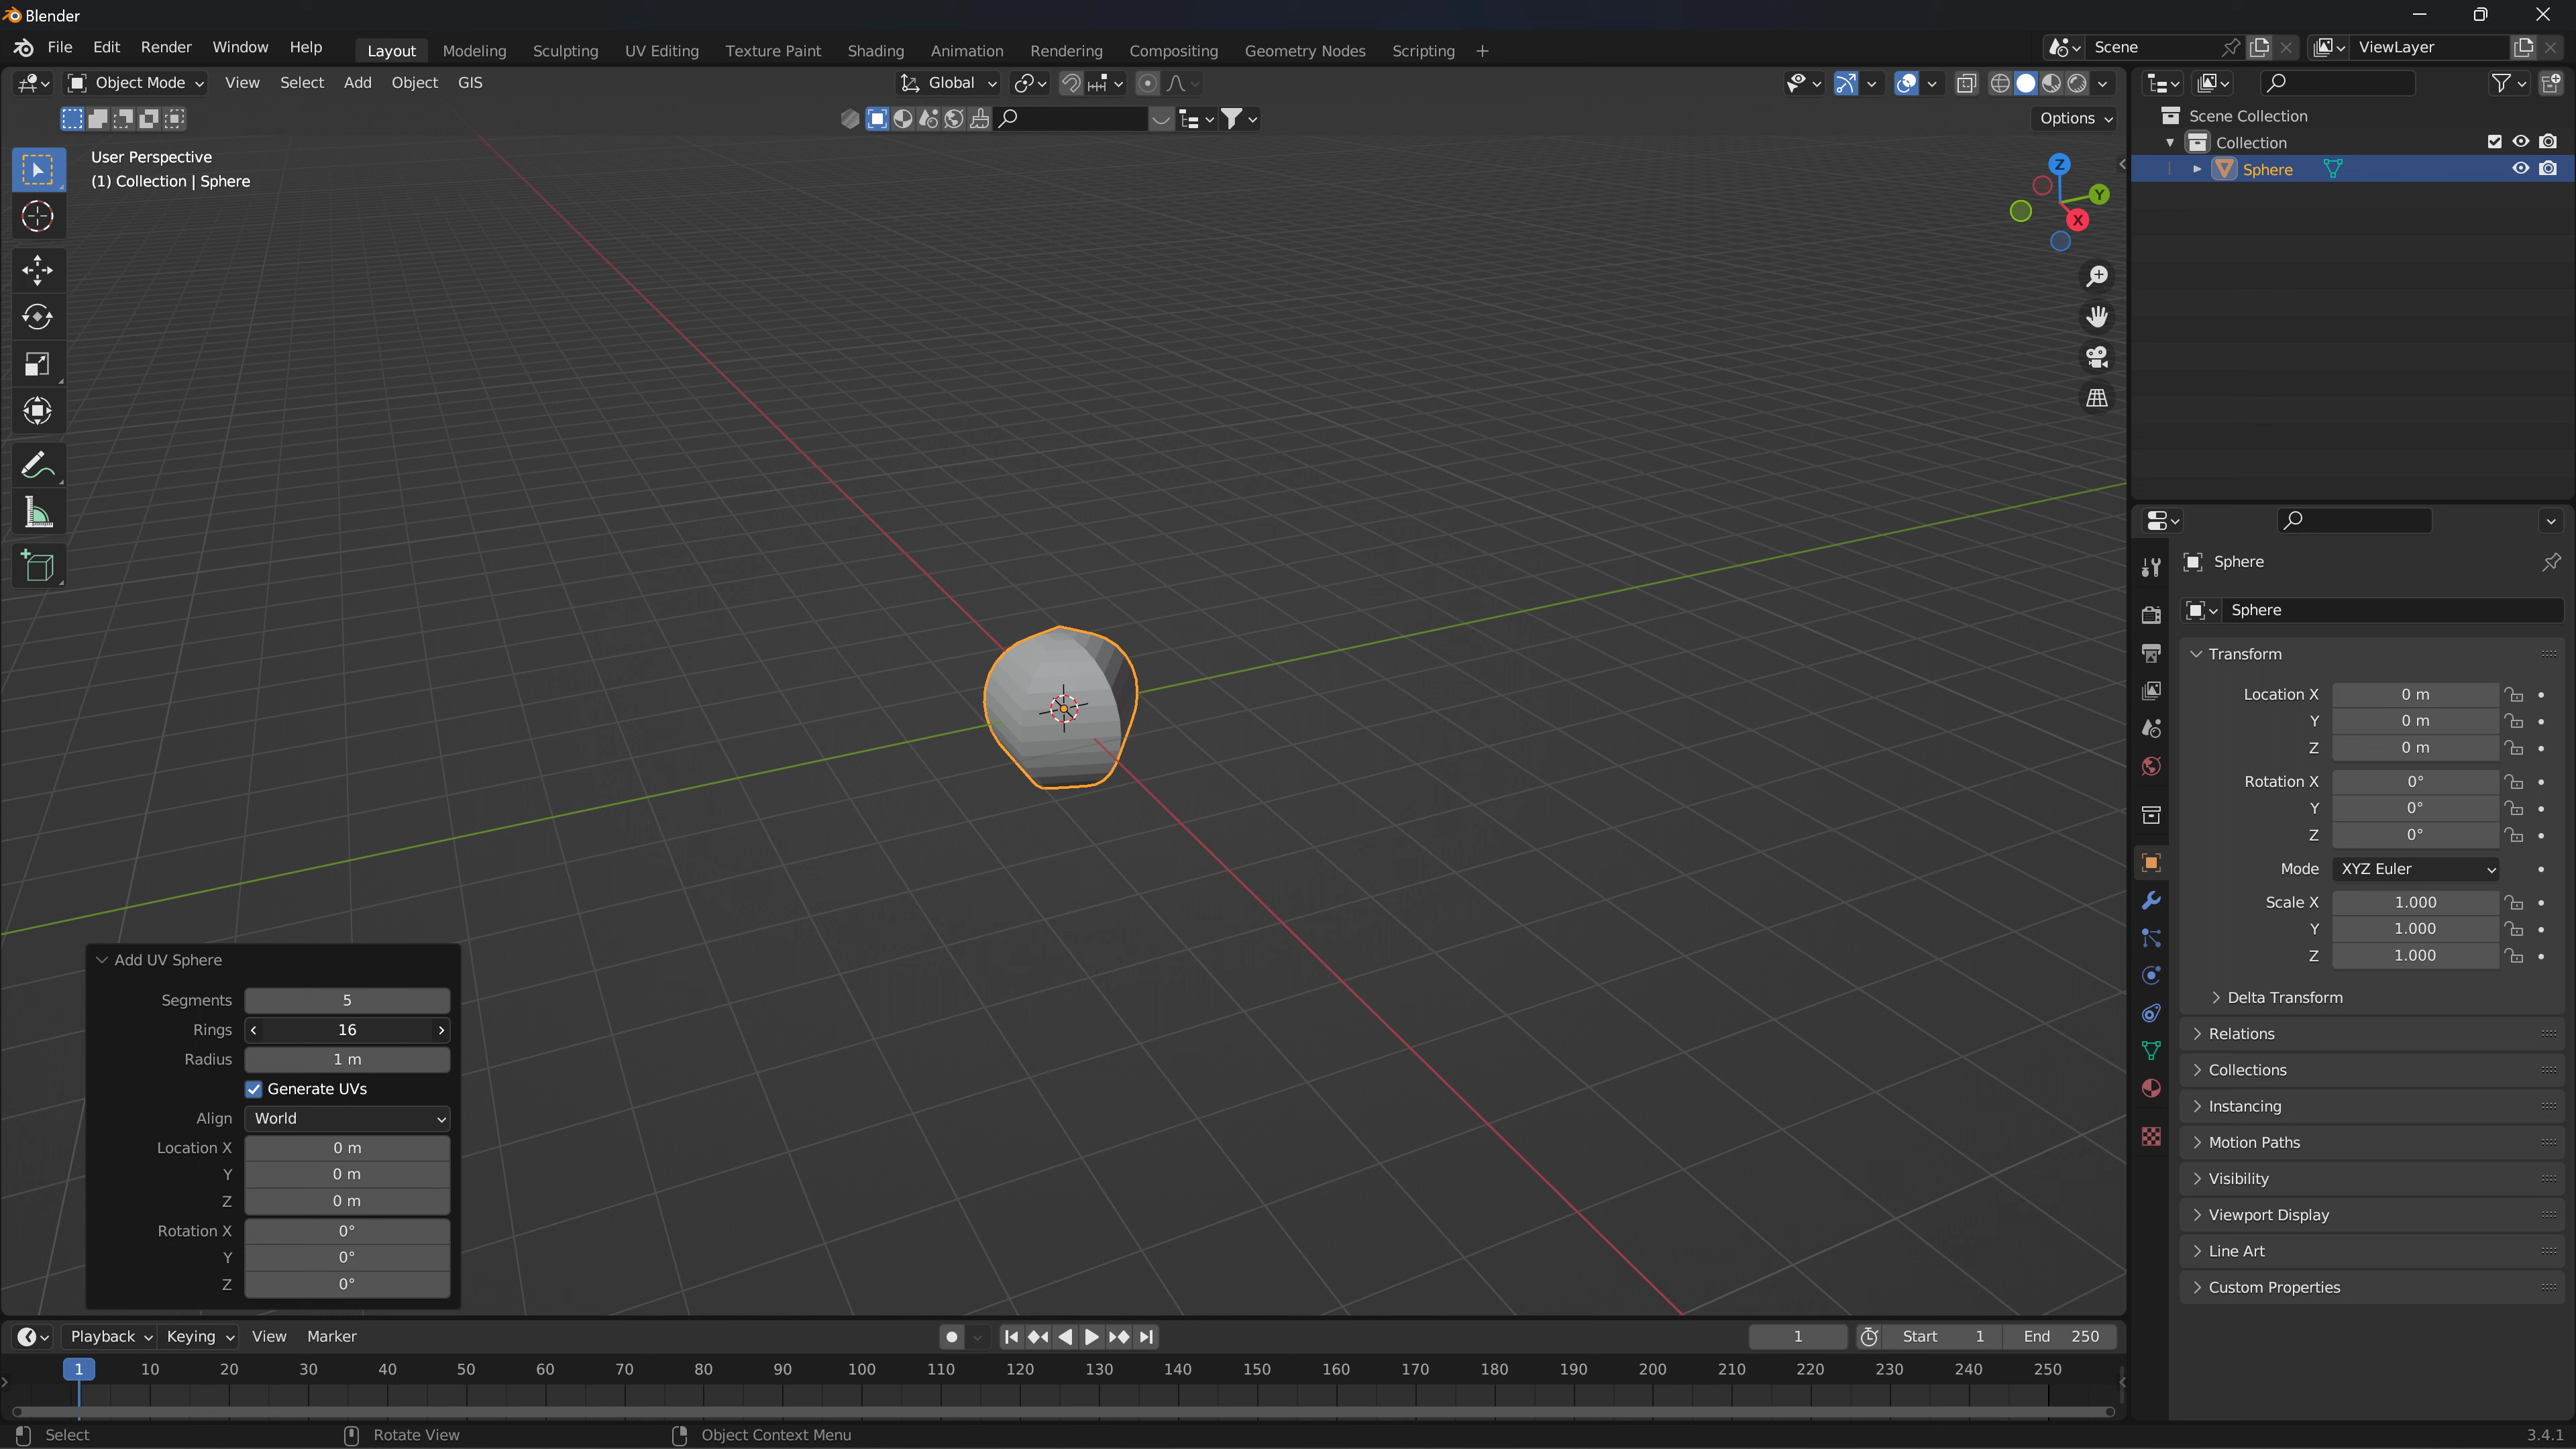 Blender
File Edit Render Window Help Layout Modeling Sculpting UV Editing Texture Paint Shading Animation Rendering Compositing Geometry Nodes Scripting + Scene ViewLayer
Object Mode View Select Add Object GIS Global
Options
User Perspective
(1) Collection | Sphere
Z
Y
X
Scene Collection
Collection
Sphere
Sphere
Sphere
Transform
Location X 0 m
Y 0 m
Z 0 m
Rotation X 0°
Y 0°
Z 0°
Mode XYZ Euler
Scale X 1.000
Y 1.000
Z 1.000
Delta Transform
Relations
Collections
Instancing
Motion Paths
Visibility
Viewport Display
Line Art
Custom Properties
Add UV Sphere
Segments 5
Rings 16
Radius 1 m
Generate UVs
Align World
Location X 0 m
Y 0 m
Z 0 m
Rotation X 0°
Y 0°
Z 0°
Playback Keying View Marker 1 Start 1 End 250
1 10 20 30 40 50 60 70 80 90 100 110 120 130 140 150 160 170 180 190 200 210 220 230 240 250
Select Rotate View Object Context Menu 3.4.1